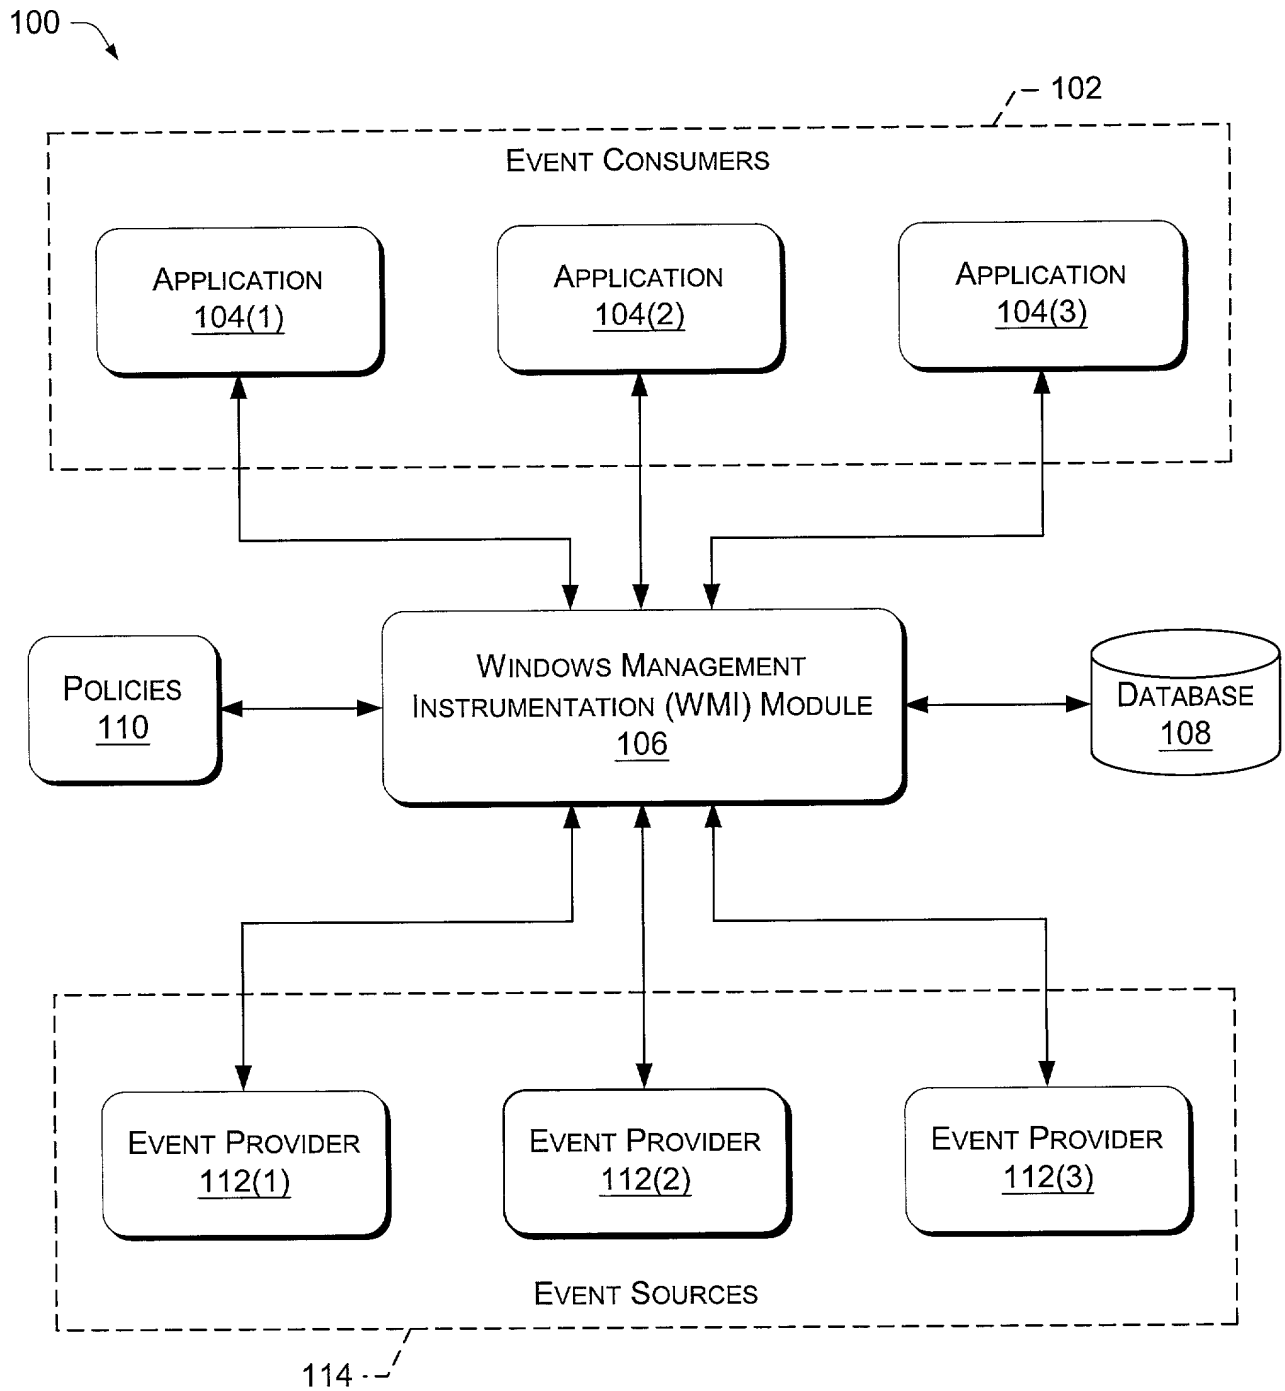 100
102
EVENT CONSUMERS
APPLICATION
104(1)
APPLICATION
104(2)
APPLICATION
104(3)
POLICIES
110
WINDOWS MANAGEMENT
INSTRUMENTATION (WMI) MODULE
106
DATABASE
108
EVENT PROVIDER
112(1)
EVENT PROVIDER
112(2)
EVENT PROVIDER
112(3)
EVENT SOURCES
114